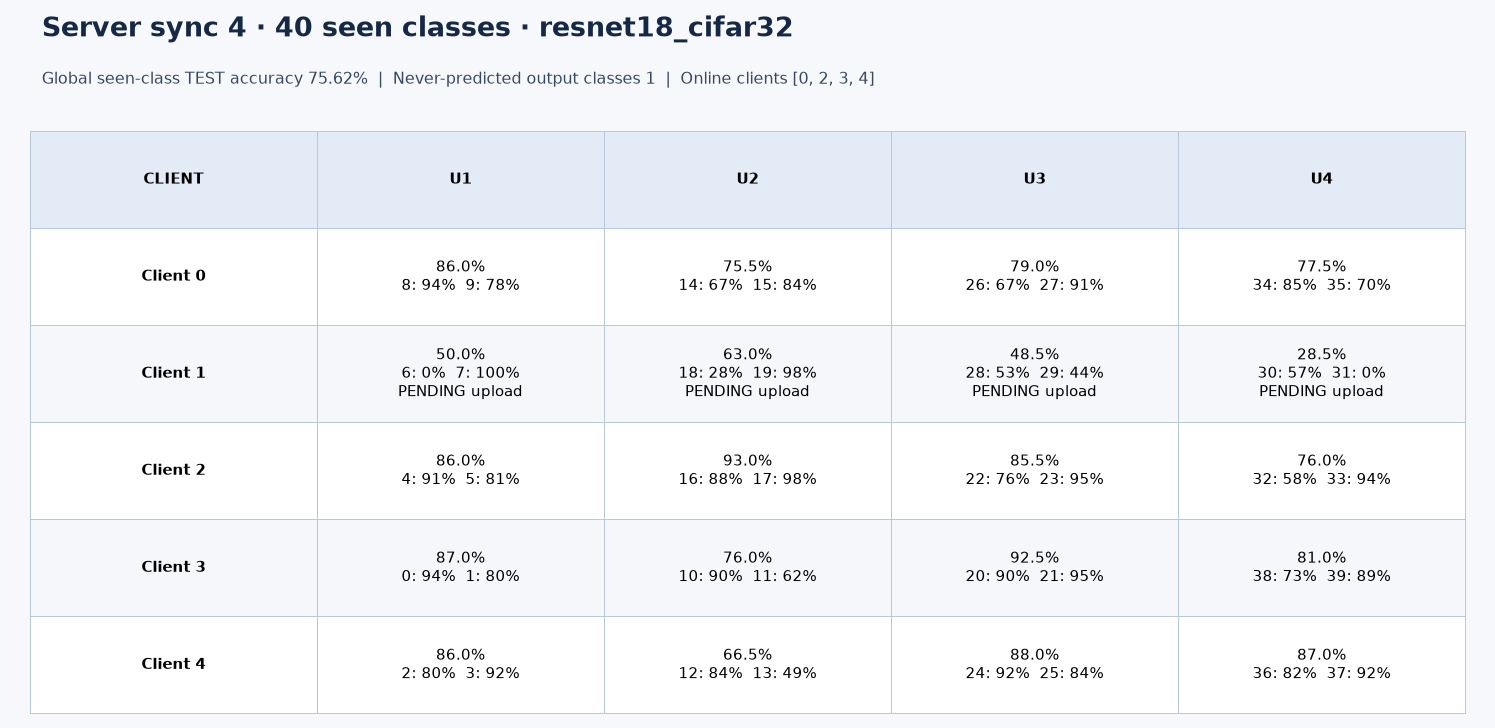 Server sync 4 · 40 seen classes · resnet18_cifar32
Global seen-class TEST accuracy 75.62% | Never-predicted output classes 1 | Online clients [0, 2, 3, 4]
CLIENT U1 U2 U3 U4
Client 0
86.0%
8: 94% 9: 78%
75.5%
14: 67% 15: 84%
79.0%
26: 67% 27: 91%
77.5%
34: 85% 35: 70%
Client 1
50.0%
6: 0% 7: 100%
PENDING upload
63.0%
18: 28% 19: 98%
PENDING upload
48.5%
28: 53% 29: 44%
PENDING upload
28.5%
30: 57% 31: 0%
PENDING upload
Client 2
86.0%
4: 91% 5: 81%
93.0%
16: 88% 17: 98%
85.5%
22: 76% 23: 95%
76.0%
32: 58% 33: 94%
Client 3
87.0%
0: 94% 1: 80%
76.0%
10: 90% 11: 62%
92.5%
20: 90% 21: 95%
81.0%
38: 73% 39: 89%
Client 4
86.0%
2: 80% 3: 92%
66.5%
12: 84% 13: 49%
88.0%
24: 92% 25: 84%
87.0%
36: 82% 37: 92%